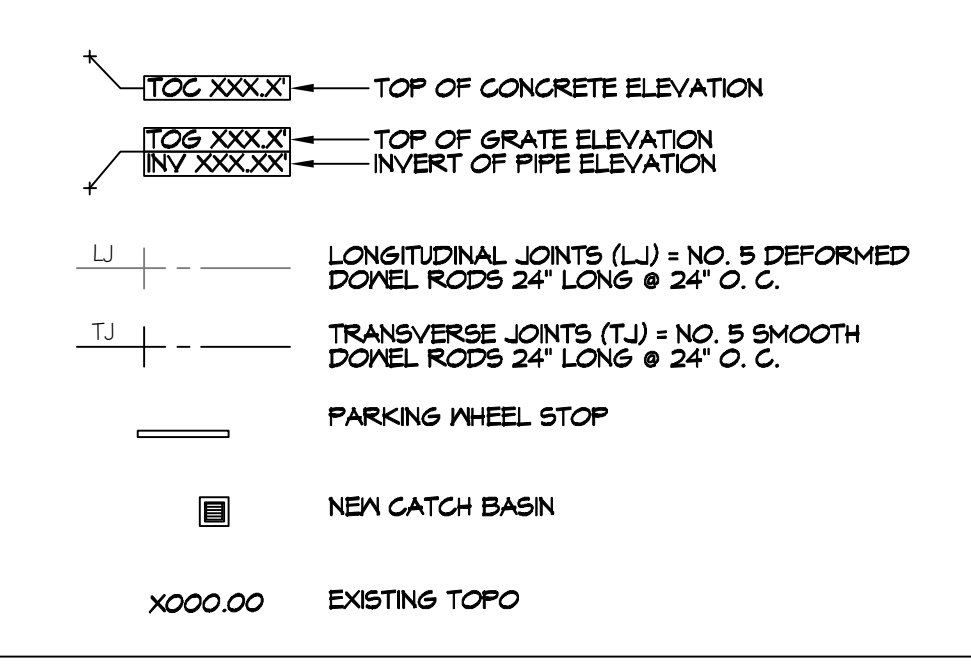 TOC XXX.X' TOP OF CONCRETE ELEVATION
TOG XXX.X' TOP OF GRATE ELEVATION
INV XXX.XX' INVERT OF PIPE ELEVATION
LJ LONGITUDINAL JOINTS (LJ) = NO. 5 DEFORMED
DOWEL RODS 24" LONG @ 24" O. C.
TJ TRANSVERSE JOINTS (TJ) = NO. 5 SMOOTH
DOWEL RODS 24" LONG @ 24" O. C.
PARKING WHEEL STOP
NEW CATCH BASIN
X000.00 EXISTING TOPO